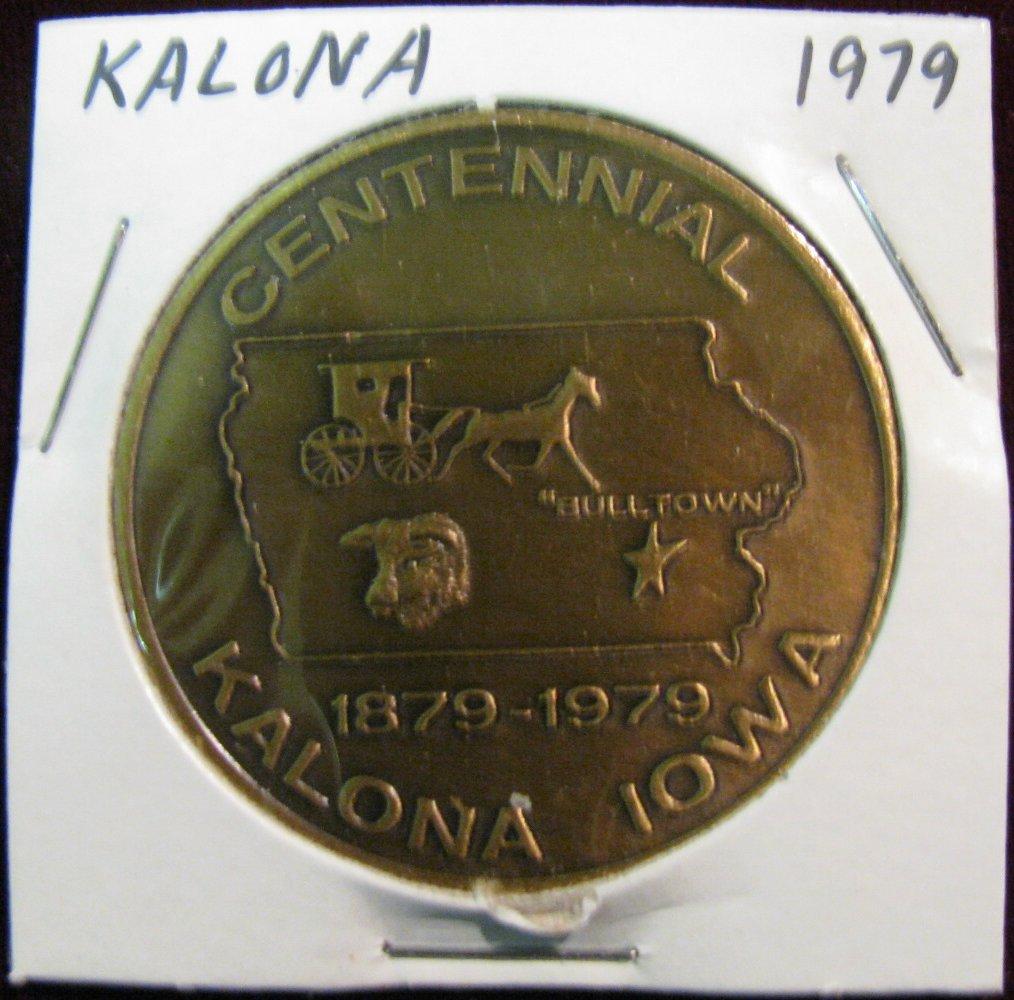 KALONA 1979
CENTENNIAL
"BULLTOWN"
1879-1979
KALONA IOWA